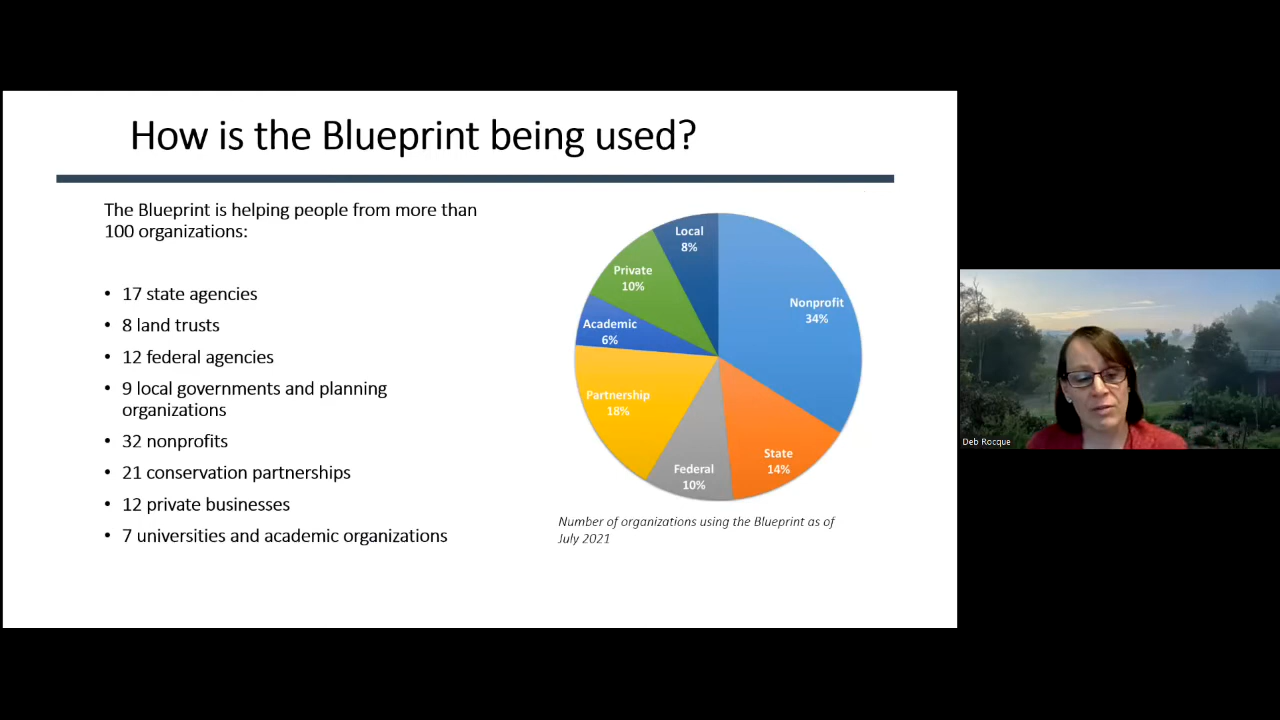 How is the Blueprint being used?
The Blueprint is helping people from more than
100 organizations:
• 17 state agencies
• 8 land trusts
• 12 federal agencies
• 9 local governments and planning
organizations
• 32 nonprofits
• 21 conservation partnerships
• 12 private businesses
• 7 universities and academic organizations
Local
8%
Private
10%
Nonprofit
34%
Academic
6%
Partnership
18%
State
14%
Federal
10%
Number of organizations using the Blueprint as of
July 2021
Deb Rocque